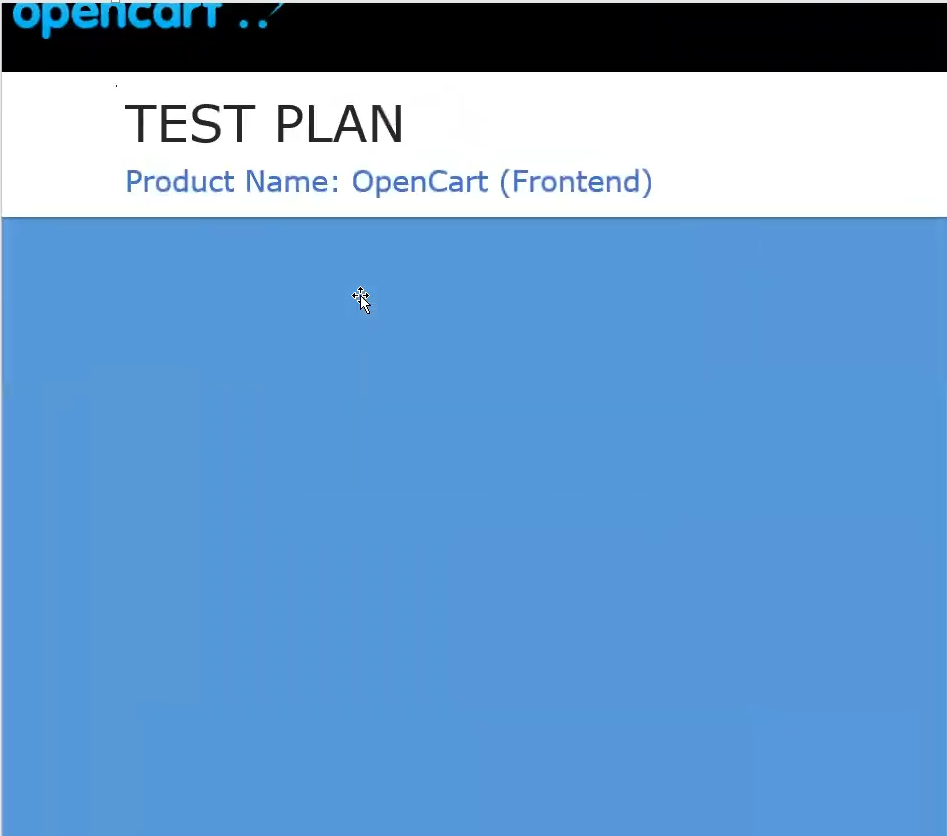 opencart
TEST PLAN
Product Name: OpenCart (Frontend)